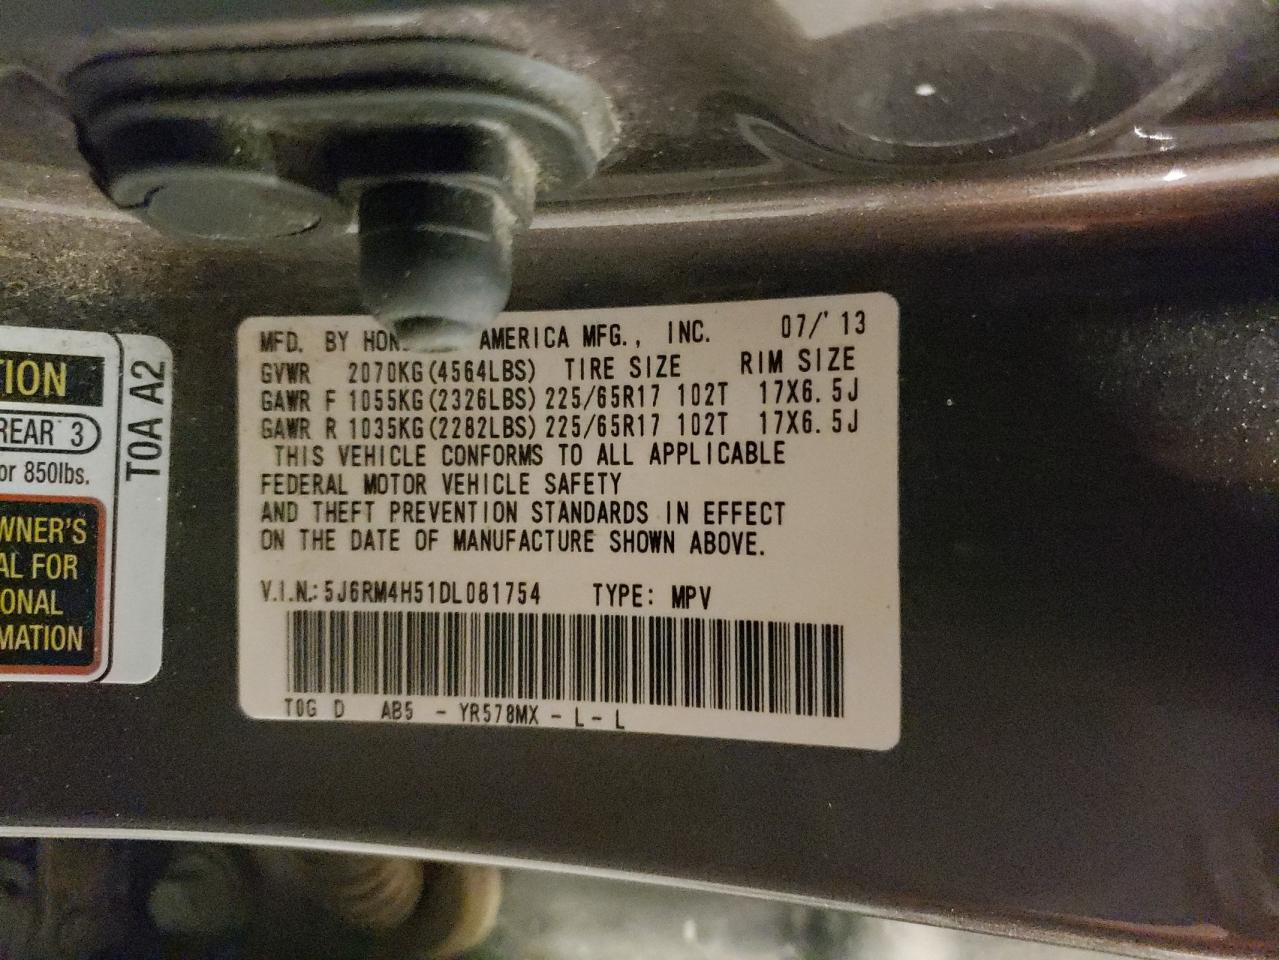 MFD. BY HON AMERICA MFG., INC. 07/'13
GVWR 2070KG(4564LBS) TIRE SIZE RIM SIZE
GAWR F 1055KG(2326LBS) 225/65R17 102T 17X6.5J
GAWR R 1035KG(2282LBS) 225/65R17 102T 17X6.5J
THIS VEHICLE CONFORMS TO ALL APPLICABLE
FEDERAL MOTOR VEHICLE SAFETY
AND THEFT PREVENTION STANDARDS IN EFFECT
ON THE DATE OF MANUFACTURE SHOWN ABOVE.
V.I.N.: 5J6RM4H51DL081754 TYPE: MPV
T0G D AB5 - YR578MX - L - L
TION
REAR 3
or 850lbs.
WNER'S
AL FOR
ONAL
MATION
T0A A2